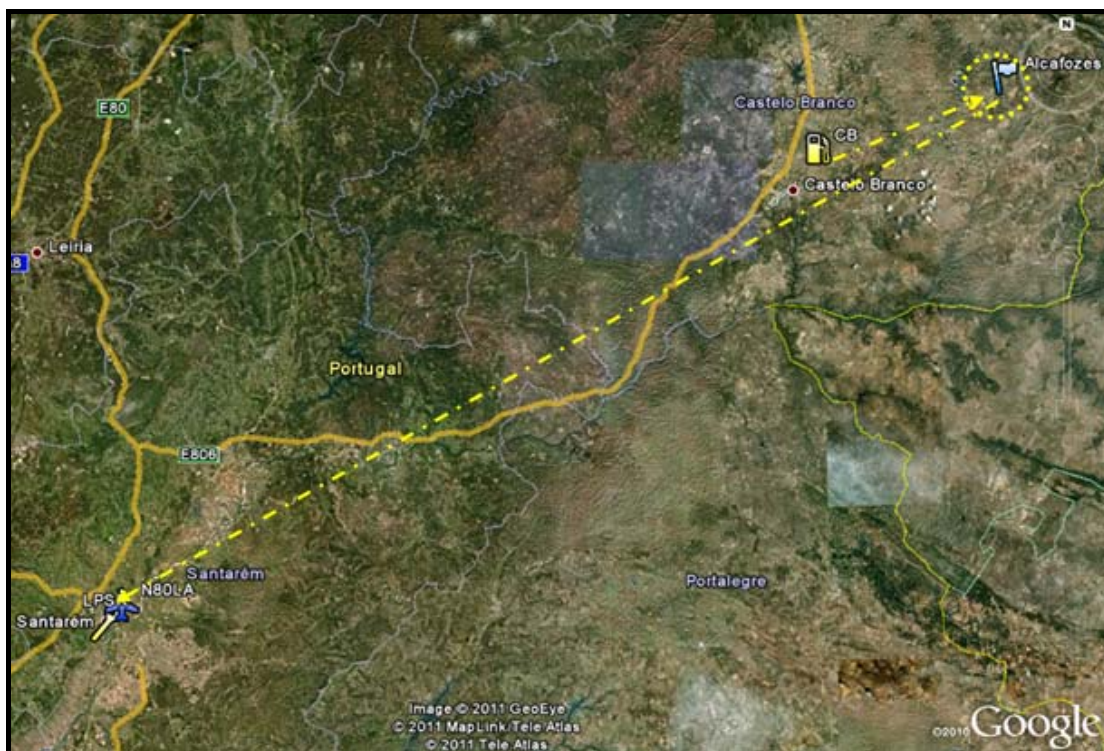 N
Alcafozes
E80
Castelo Branco
CB
Castelo Branco
Leiria
8
Portugal
E806
Santarém
N80LA
LPS
Santarém
Portalegre
Image © 2011 GeoEye
© 2011 MapLink/Tele Atlas
© 2011 Tele Atlas
©2010 Google